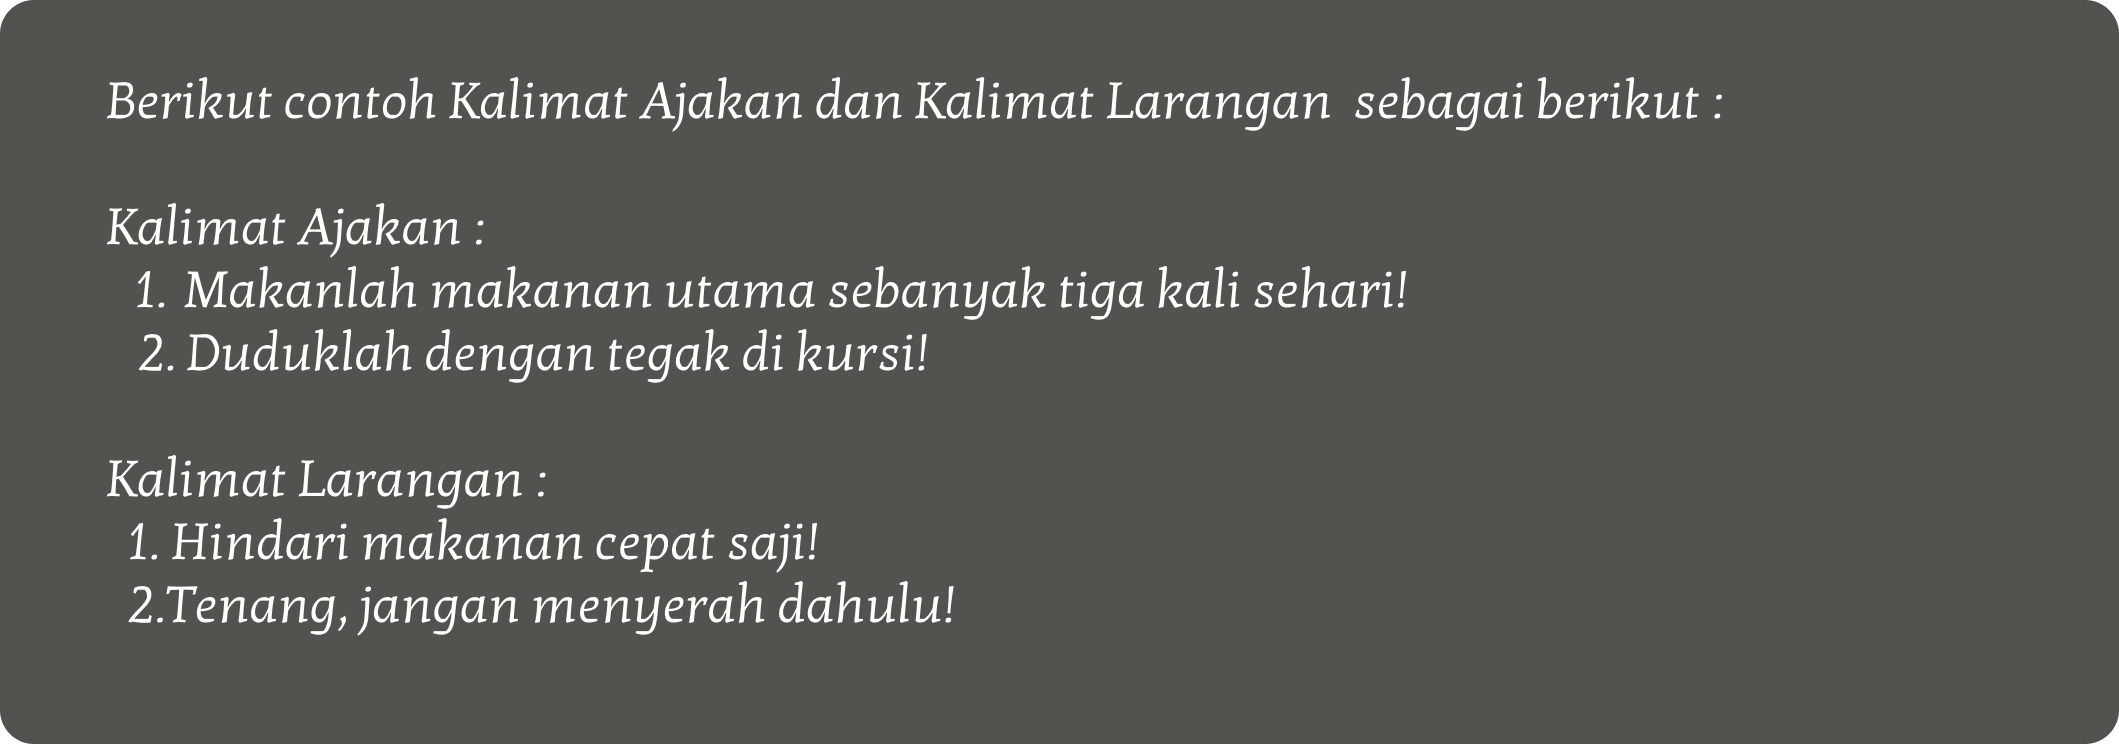 Berikut contoh Kalimat Ajakan dan Kalimat Larangan  sebagai berikut :
Kalimat Ajakan :
1. Makanlah makanan utama sebanyak tiga kali sehari!
2. Duduklah dengan tegak di kursi!
Kalimat Larangan :
1. Hindari makanan cepat saji!
2.Tenang, jangan menyerah dahulu!